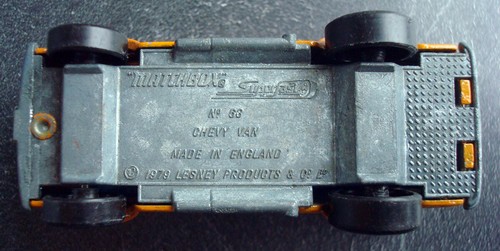 "MATCHBOX"®
Superfast
Nº 68
CHEVY VAN
MADE IN ENGLAND
© 1979 LESNEY PRODUCTS & Cº Lᵀᴰ